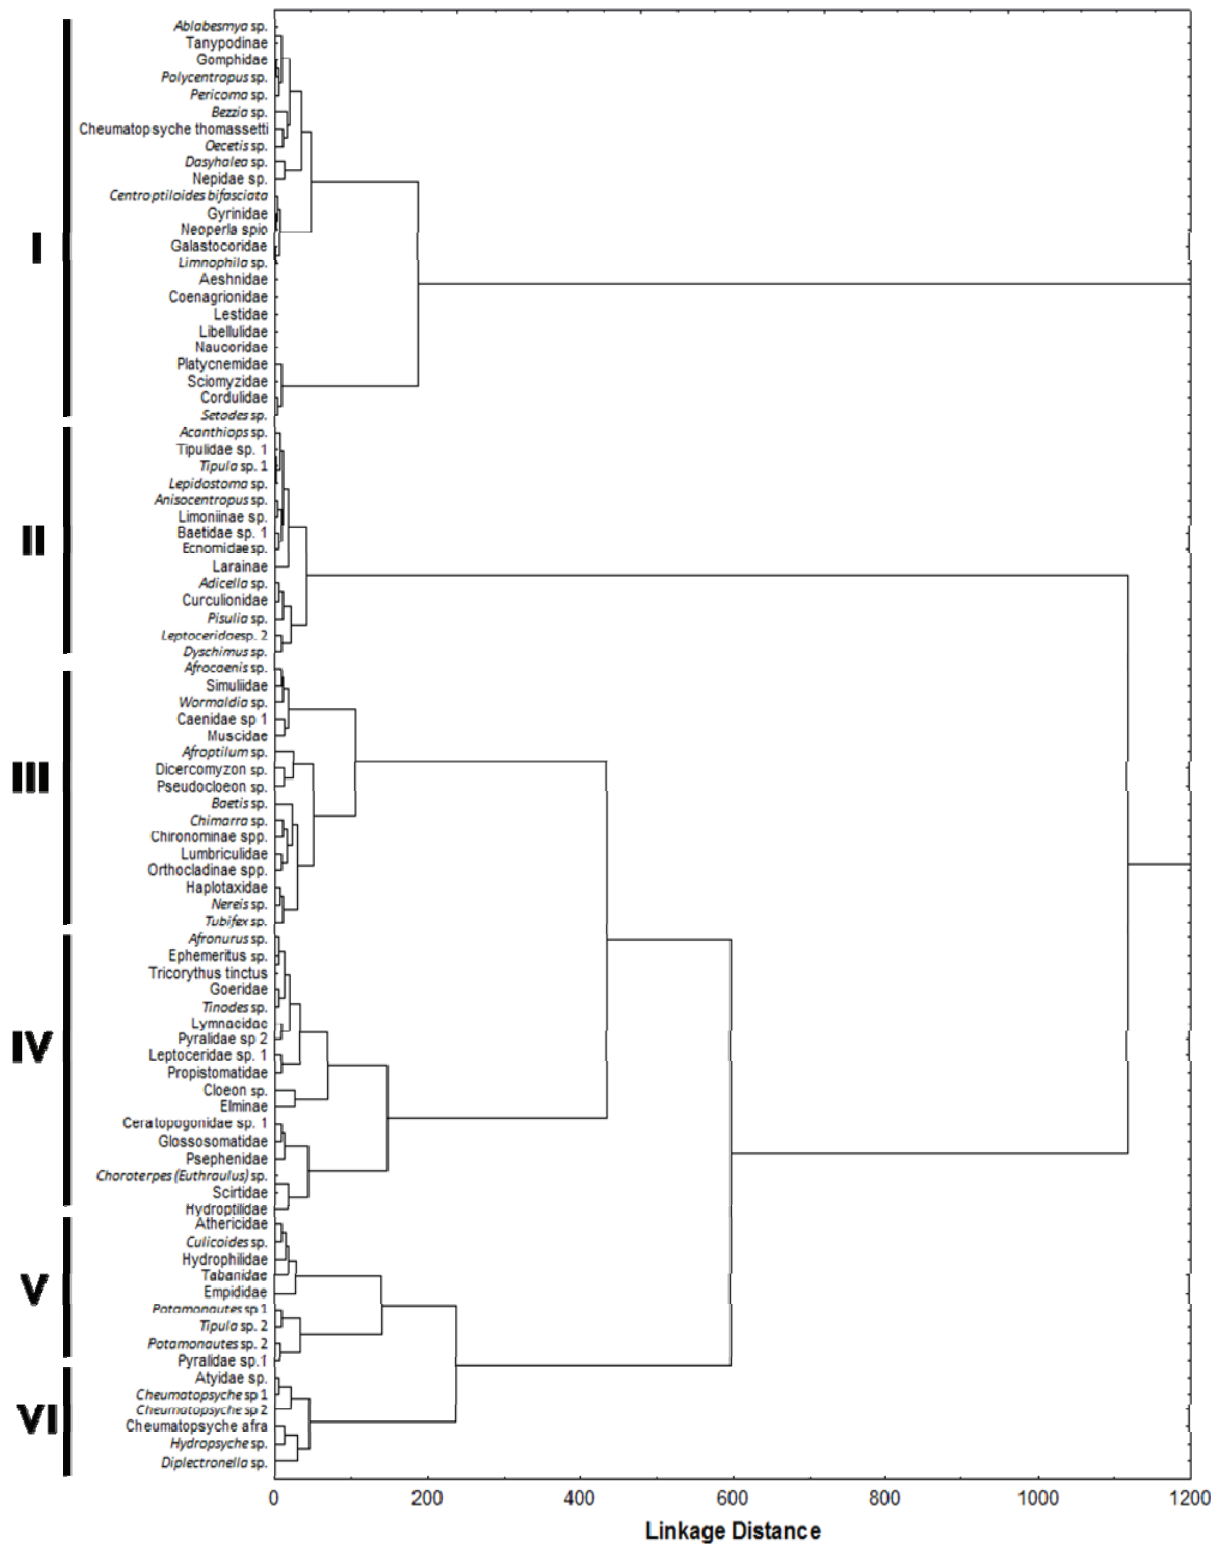 Ablabesmya sp.
Tanypodinae
Gomphidae
Polycentropus sp.
Pericoma sp.
Bezzia sp.
Cheumatopsyche thomassetti
Oecetis sp.
Dasyhalea sp.
Nepidae sp.
Centroptiloides bifasciata
Gyrinidae
Neoperla spio
Galastocoridae
Limnophila sp.
Aeshnidae
Coenagrionidae
Lestidae
Libellulidae
Naucoridae
Platycnemidae
Sciomyzidae
Cordulidae
Setodes sp.
I
Acanthiops sp.
Tipulidae sp. 1
Tipula sp. 1
Lepidostoma sp.
Anisocentropus sp.
Limoniinae sp.
Baetidae sp. 1
Ecnomidae sp.
Larainae
Adicella sp.
Curculionidae
Pisulia sp.
Leptoceridae sp. 2
Dyschimus sp.
II
Afrocaenis sp.
Simuliidae
Wormaldia sp.
Caenidae sp 1
Muscidae
Afroptilum sp.
Dicercomyzon sp.
Pseudocloeon sp.
Baetis sp.
Chimarra sp.
Chironominae spp.
Lumbriculidae
Orthocladinae spp.
Haplotaxidae
Nereis sp.
Tubifex sp.
III
Afronurus sp.
Ephemeritus sp.
Tricorythus tinctus
Goeridae
Tinodes sp.
Lymnacidae
Pyralidae sp 2
Leptoceridae sp. 1
Propistomatidae
Cloeon sp.
Elminae
Ceratopogonidae sp. 1
Glossosomatidae
Psephenidae
Choroterpes (Euthraulus) sp.
Scirtidae
Hydroptilidae
IV
Athericidae
Culicoides sp.
Hydrophilidae
Tabanidae
Empididae
Potamonautes sp 1
Tipula sp. 2
Potamonautes sp. 2
Pyralidae sp.1
V
Atyidae sp.
Cheumatopsyche sp 1
Cheumatopsyche sp 2
Cheumatopsyche afra
Hydropsyche sp.
Diplectronella sp.
VI
0 200 400 600 800 1000 1200
Linkage Distance